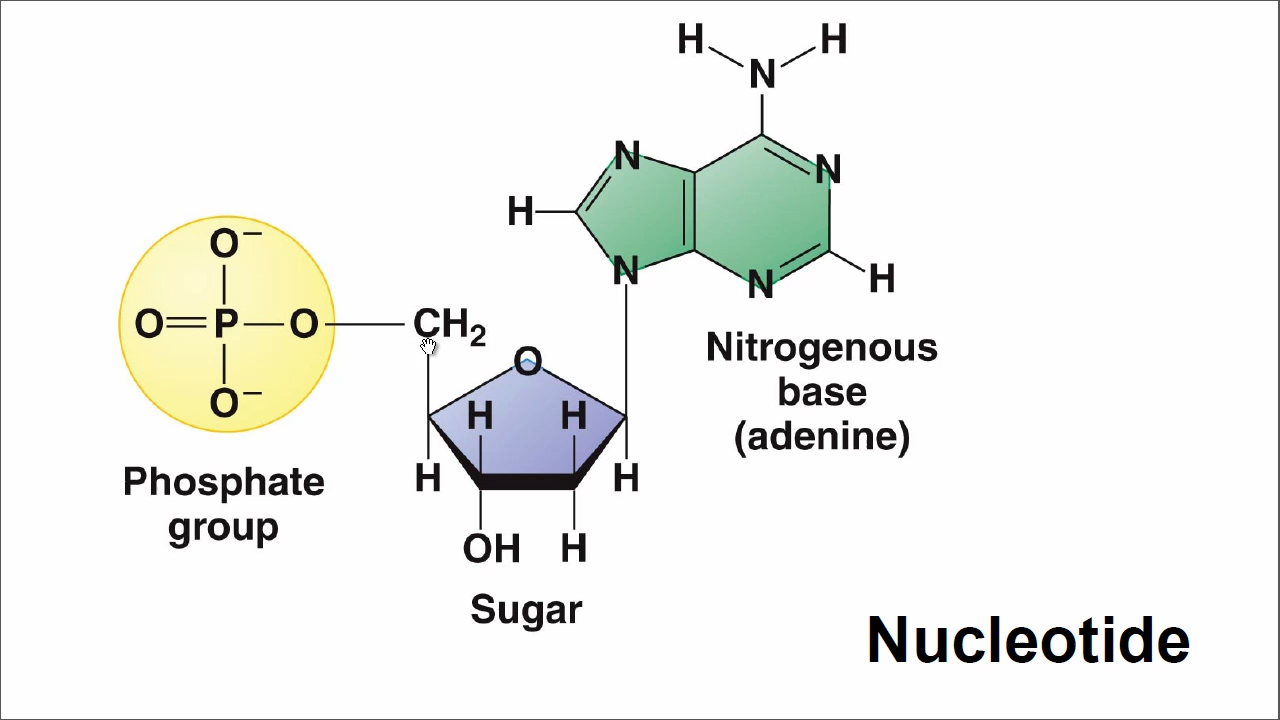 H H
N
N N
H
N N H
O⁻
O=P—O—CH₂
O⁻
O
H H
H H
OH H
Phosphate
group
Sugar
Nitrogenous
base
(adenine)
Nucleotide